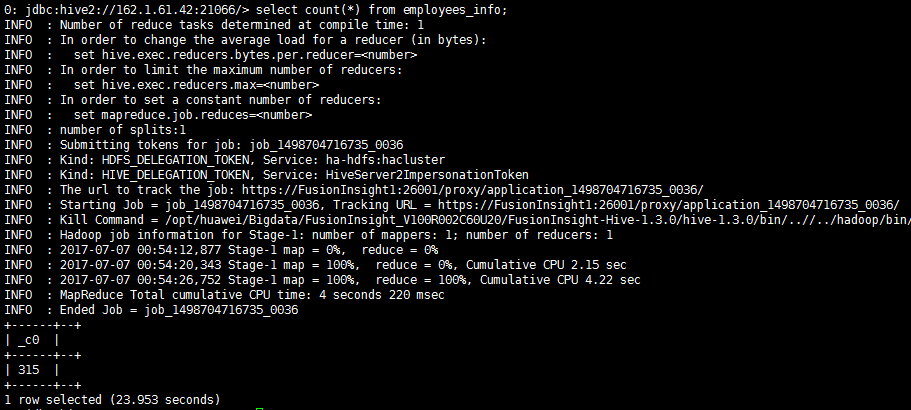 0: jdbc:hive2://162.1.61.42:21066/> select count(*) from employees_info;
INFO  : Number of reduce tasks determined at compile time: 1
INFO  : In order to change the average load for a reducer (in bytes):
INFO  :   set hive.exec.reducers.bytes.per.reducer=<number>
INFO  : In order to limit the maximum number of reducers:
INFO  :   set hive.exec.reducers.max=<number>
INFO  : In order to set a constant number of reducers:
INFO  :   set mapreduce.job.reduces=<number>
INFO  : number of splits:1
INFO  : Submitting tokens for job: job_1498704716735_0036
INFO  : Kind: HDFS_DELEGATION_TOKEN, Service: ha-hdfs:hacluster
INFO  : Kind: HIVE_DELEGATION_TOKEN, Service: HiveServer2ImpersonationToken
INFO  : The url to track the job: https://FusionInsight1:26001/proxy/application_1498704716735_0036/
INFO  : Starting Job = job_1498704716735_0036, Tracking URL = https://FusionInsight1:26001/proxy/application_1498704716735_0036/
INFO  : Kill Command = /opt/huawei/Bigdata/FusionInsight_V100R002C60U20/FusionInsight-Hive-1.3.0/hive-1.3.0/bin/..//../hadoop/bin/
INFO  : Hadoop job information for Stage-1: number of mappers: 1; number of reducers: 1
INFO  : 2017-07-07 00:54:12,877 Stage-1 map = 0%,  reduce = 0%
INFO  : 2017-07-07 00:54:20,343 Stage-1 map = 100%,  reduce = 0%, Cumulative CPU 2.15 sec
INFO  : 2017-07-07 00:54:26,752 Stage-1 map = 100%,  reduce = 100%, Cumulative CPU 4.22 sec
INFO  : MapReduce Total cumulative CPU time: 4 seconds 220 msec
INFO  : Ended Job = job_1498704716735_0036
+------+--+
| _c0  |
+------+--+
| 315  |
+------+--+
1 row selected (23.953 seconds)